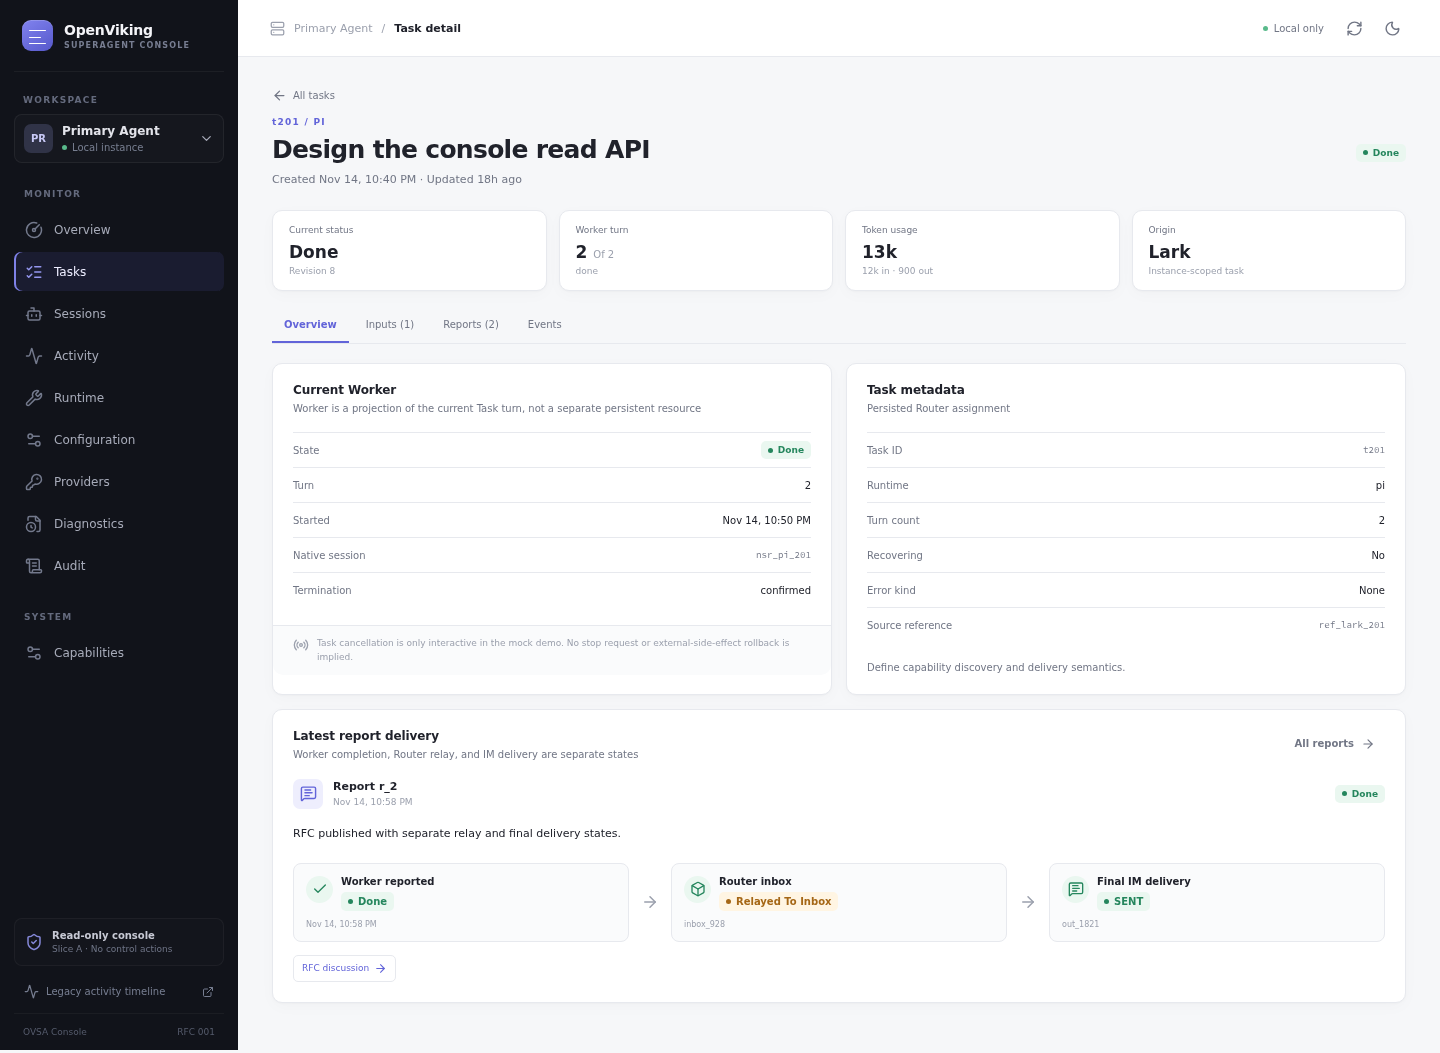 OpenViking
SUPERAGENT CONSOLE
WORKSPACE
PR
Primary Agent
Local instance
MONITOR
Overview
Tasks
Sessions
Activity
Runtime
Configuration
Providers
Diagnostics
Audit
SYSTEM
Capabilities
Read-only console
Slice A · No control actions
Legacy activity timeline
OVSA Console
RFC 001
Primary Agent / Task detail
Local only
All tasks
t201 / PI
Design the console read API
Done
Created Nov 14, 10:40 PM · Updated 18h ago
Current status
Done
Revision 8
Worker turn
2 Of 2
done
Token usage
13k
12k in · 900 out
Origin
Lark
Instance-scoped task
Overview
Inputs (1)
Reports (2)
Events
Current Worker
Worker is a projection of the current Task turn, not a separate persistent resource
State Done
Turn 2
Started Nov 14, 10:50 PM
Native session nsr_pi_201
Termination confirmed
Task cancellation is only interactive in the mock demo. No stop request or external-side-effect rollback is
implied.
Task metadata
Persisted Router assignment
Task ID t201
Runtime pi
Turn count 2
Recovering No
Error kind None
Source reference ref_lark_201
Define capability discovery and delivery semantics.
Latest report delivery
Worker completion, Router relay, and IM delivery are separate states
All reports
Report r_2
Nov 14, 10:58 PM
Done
RFC published with separate relay and final delivery states.
Worker reported
Done
Nov 14, 10:58 PM
Router inbox
Relayed To Inbox
inbox_928
Final IM delivery
SENT
out_1821
RFC discussion